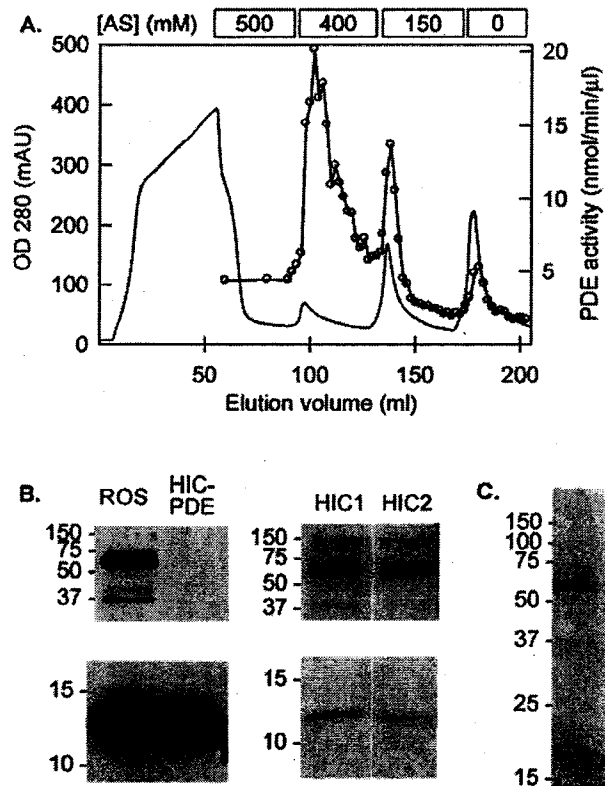 A.
[AS] (mM) 500 400 150 0
500
400
300
200
100
0
OD 280 (mAU)
20
15
10
5
PDE activity (nmol/min/µl)
50 100 150 200
Elution volume (ml)
B.
ROS HIC-PDE
150 -
75 -
50 -
37 -
15 -
10 -
HIC1 HIC2
150 -
75 -
50 -
37 -
15 -
10 -
C.
150 -
100 -
75 -
50 -
37 -
25 -
15 -